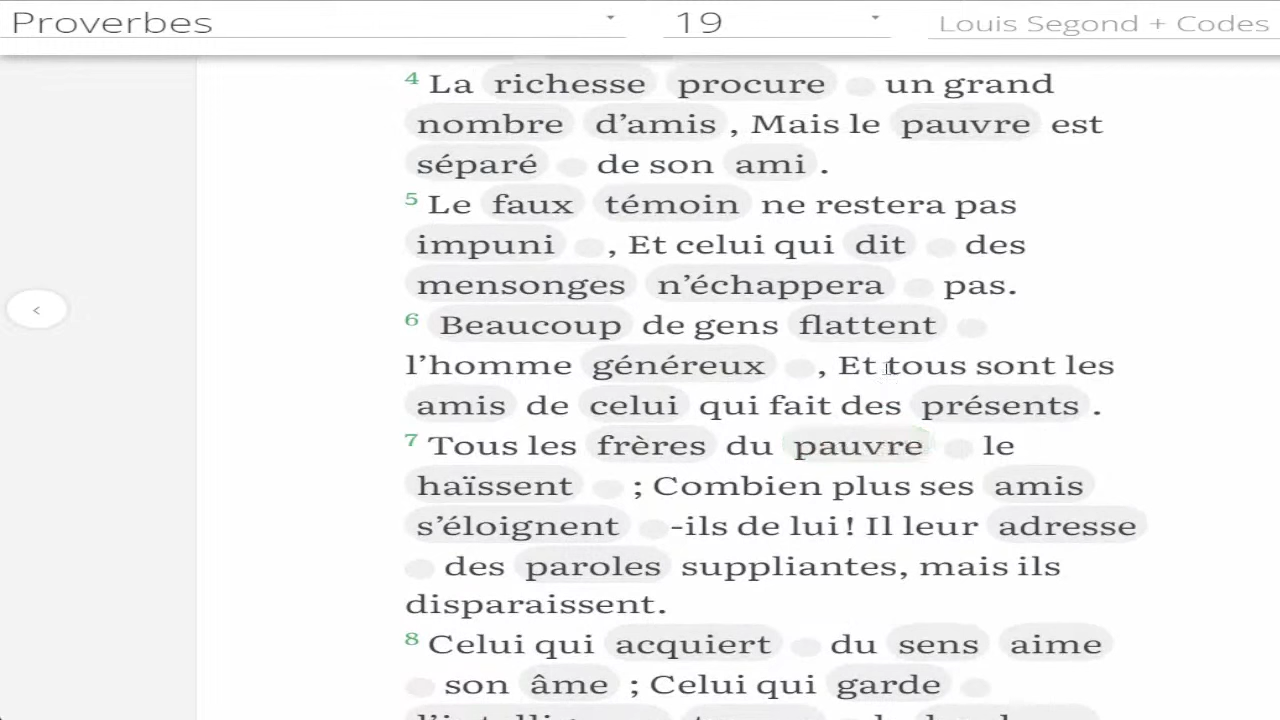 Proverbes 19 Louis Segond + Codes
4 La richesse procure un grand
nombre d'amis , Mais le pauvre est
séparé de son ami .
5 Le faux témoin ne restera pas
impuni , Et celui qui dit des
mensonges n'échappera pas.
6 Beaucoup de gens flattent
l'homme généreux , Et tous sont les
amis de celui qui fait des présents .
7 Tous les frères du pauvre le
haïssent ; Combien plus ses amis
s'éloignent -ils de lui! Il leur adresse
des paroles suppliantes, mais ils
disparaissent.
8 Celui qui acquiert du sens aime
son âme ; Celui qui garde